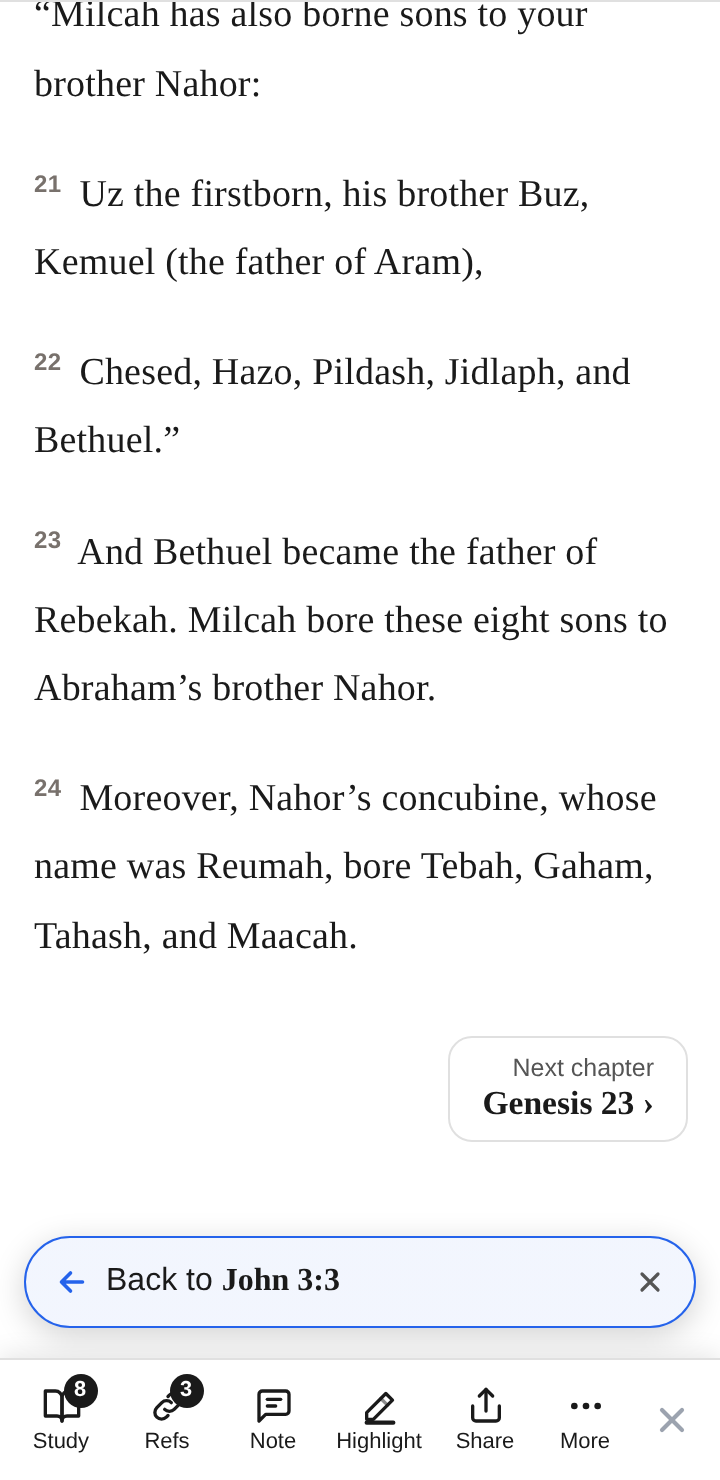 “Milcah has also borne sons to your
brother Nahor:
21 Uz the firstborn, his brother Buz,
Kemuel (the father of Aram),
22 Chesed, Hazo, Pildash, Jidlaph, and
Bethuel.”
23 And Bethuel became the father of
Rebekah. Milcah bore these eight sons to
Abraham’s brother Nahor.
24 Moreover, Nahor’s concubine, whose
name was Reumah, bore Tebah, Gaham,
Tahash, and Maacah.
Next chapter
Genesis 23 ›
Back to John 3:3
8
3
Study
Refs
Note
Highlight
Share
More